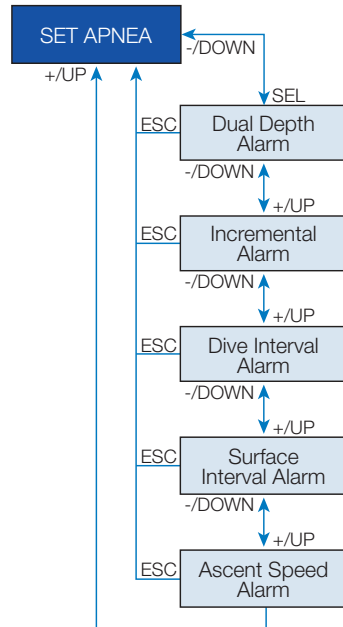 SET APNEA
-/DOWN
+/UP
SEL
ESC
Dual Depth
Alarm
-/DOWN
+/UP
ESC
Incremental
Alarm
-/DOWN
+/UP
ESC
Dive Interval
Alarm
-/DOWN
+/UP
ESC
Surface
Interval Alarm
-/DOWN
+/UP
ESC
Ascent Speed
Alarm